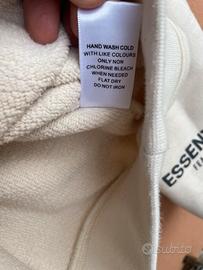 HAND WASH COLD
WITH LIKE COLOURS
ONLY NON
CHLORINE BLEACH
WHEN NEEDED
FLAT DRY
DO NOT IRON
ESSEN
FE
subito